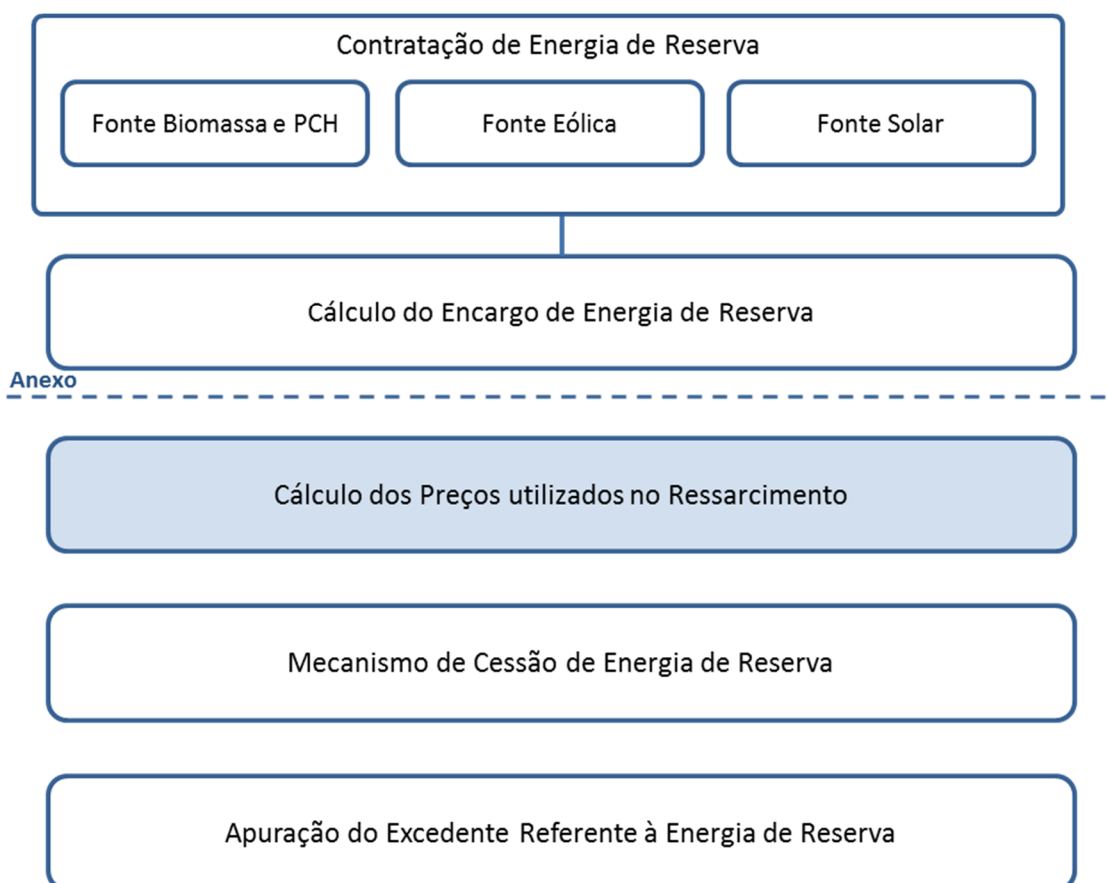 Contratação de Energia de Reserva
Fonte Biomassa e PCH
Fonte Eólica
Fonte Solar
Cálculo do Encargo de Energia de Reserva
Anexo
Cálculo dos Preços utilizados no Ressarcimento
Mecanismo de Cessão de Energia de Reserva
Apuração do Excedente Referente à Energia de Reserva